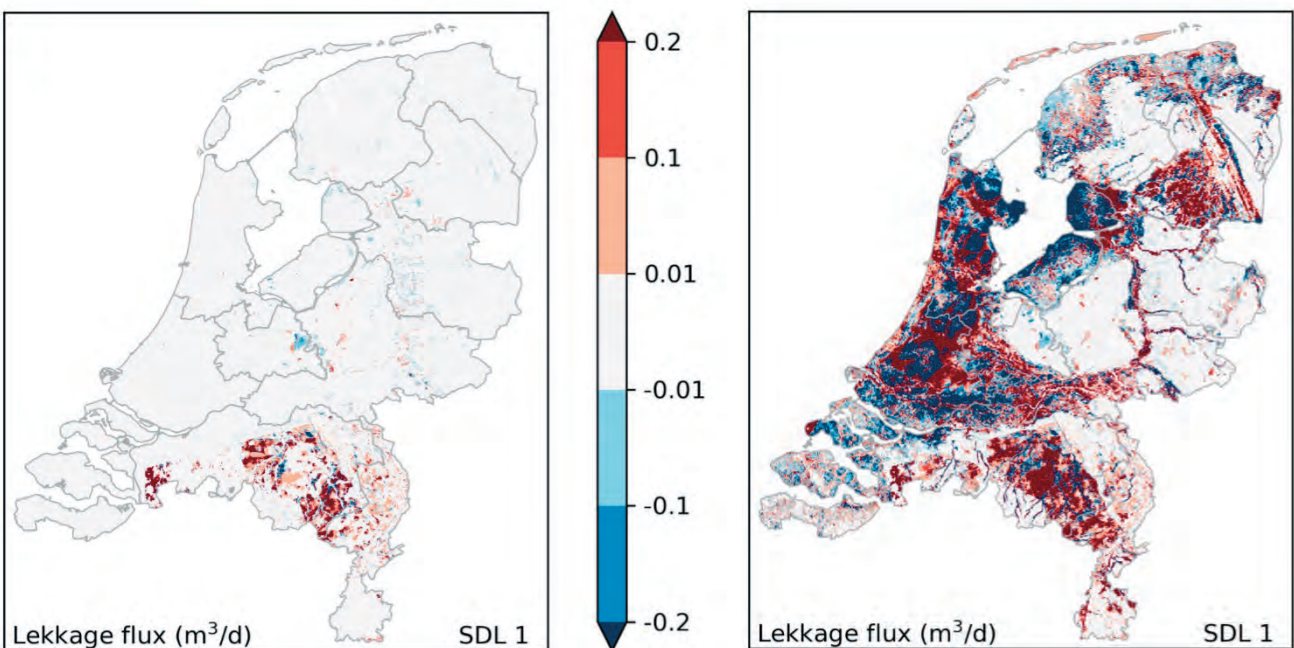 0.2
0.1
0.01
-0.01
-0.1
-0.2
Lekkage flux (m³/d)
SDL 1
Lekkage flux (m³/d)
SDL 1